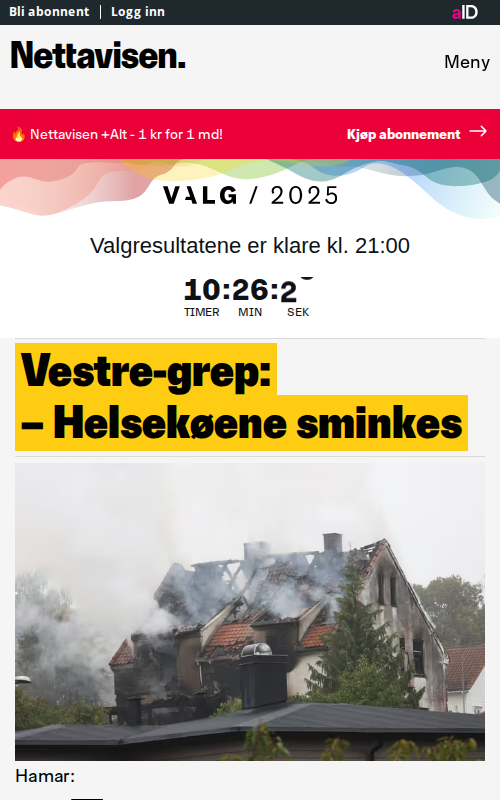 Bli abonnent | Logg inn
aID
Nettavisen.
Meny
🔥 Nettavisen +Alt - 1 kr for 1 md!
Kjøp abonnement →
VALG / 2025
Valgresultatene er klare kl. 21:00
10:26:2
TIMER MIN SEK
Vestre-grep:
– Helsekøene sminkes
Hamar: